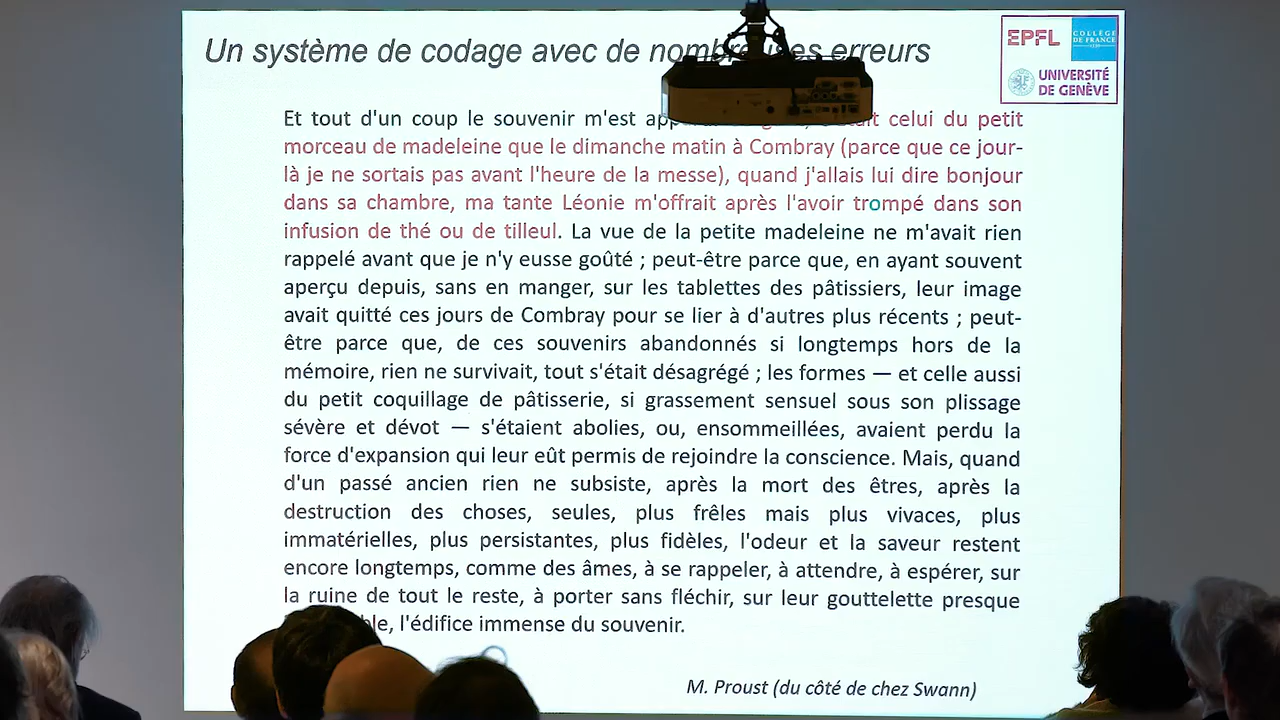 Un système de codage avec de nombreuses erreurs
EPFL
COLLÈGE
DE FRANCE
UNIVERSITÉ
DE GENÈVE
Et tout d'un coup le souvenir m'est celui du petit
morceau de madeleine que le dimanche matin à Combray (parce que ce jour-
là je ne sortais pas avant l'heure de la messe), quand j'allais lui dire bonjour
dans sa chambre, ma tante Léonie m'offrait après l'avoir trompé dans son
infusion de thé ou de tilleul. La vue de la petite madeleine ne m'avait rien
rappelé avant que je n'y eusse goûté ; peut-être parce que, en ayant souvent
aperçu depuis, sans en manger, sur les tablettes des pâtissiers, leur image
avait quitté ces jours de Combray pour se lier à d'autres plus récents ; peut-
être parce que, de ces souvenirs abandonnés si longtemps hors de la
mémoire, rien ne survivait, tout s'était désagrégé ; les formes — et celle aussi
du petit coquillage de pâtisserie, si grassement sensuel sous son plissage
sévère et dévot — s'étaient abolies, ou, ensommeillées, avaient perdu la
force d'expansion qui leur eût permis de rejoindre la conscience. Mais, quand
d'un passé ancien rien ne subsiste, après la mort des êtres, après la
destruction des choses, seules, plus frêles mais plus vivaces, plus
immatérielles, plus persistantes, plus fidèles, l'odeur et la saveur restent
encore longtemps, comme des âmes, à se rappeler, à attendre, à espérer, sur
la ruine de tout le reste, à porter sans fléchir, sur leur gouttelette presque
l'édifice immense du souvenir.
M. Proust (du côté de chez Swann)